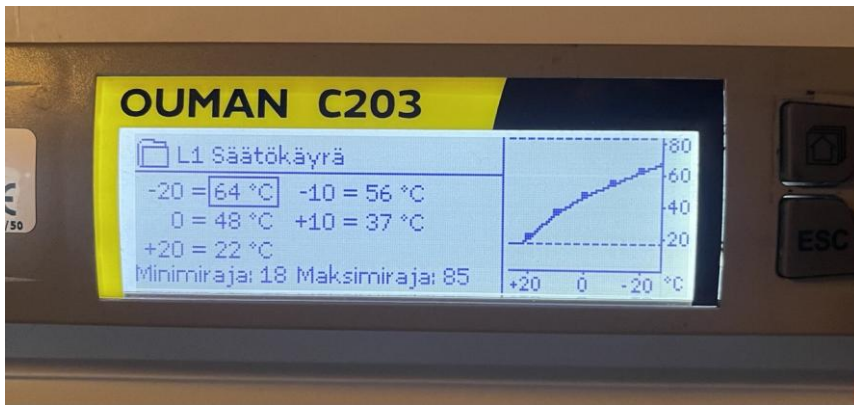 OUMAN C203
L1 Säätökäyrä
-20 = 64 °C -10 = 56 °C
0 = 48 °C +10 = 37 °C
+20 = 22 °C
Minimiraja: 18 Maksimiraja: 85
80
60
40
20
+20 0 -20 °C
ESC
/50